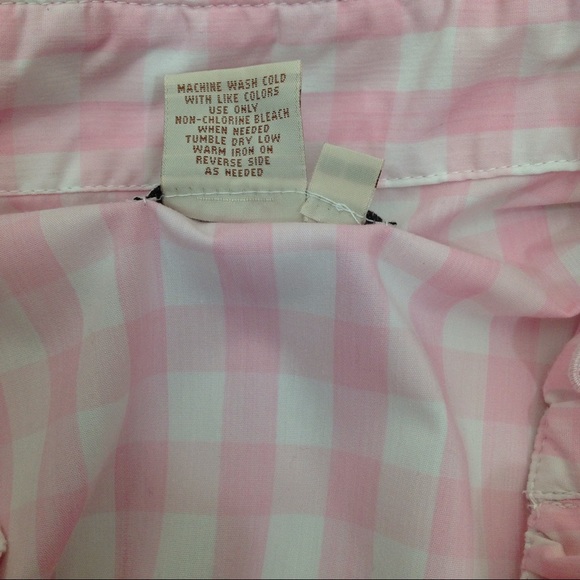 MACHINE WASH COLD
WITH LIKE COLORS
USE ONLY
NON-CHLORINE BLEACH
WHEN NEEDED
TUMBLE DRY LOW
WARM IRON ON
REVERSE SIDE
AS NEEDED